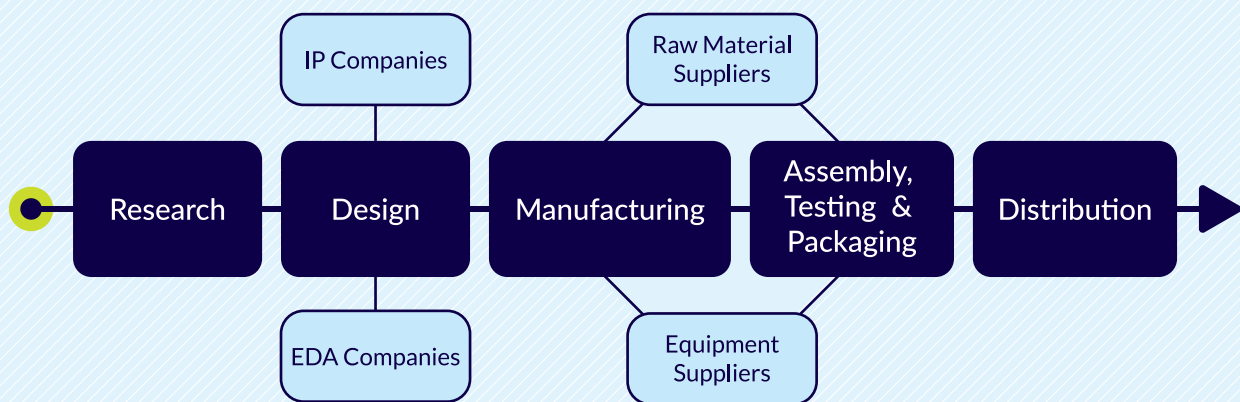 IP Companies
Raw Material
Suppliers
Research
Design
Manufacturing
Assembly,
Testing &
Packaging
Distribution
EDA Companies
Equipment
Suppliers